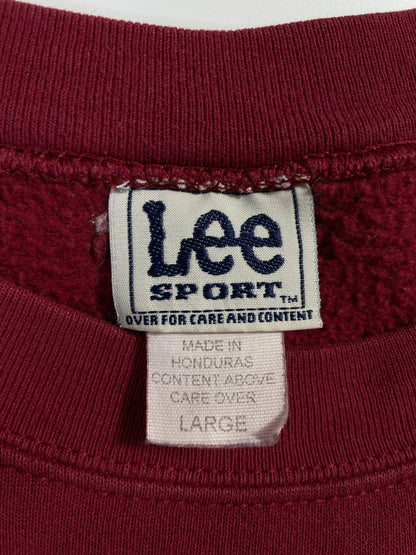 Lee
SPORT™
OVER FOR CARE AND CONTENT
MADE IN
HONDURAS
CONTENT ABOVE
CARE OVER
LARGE